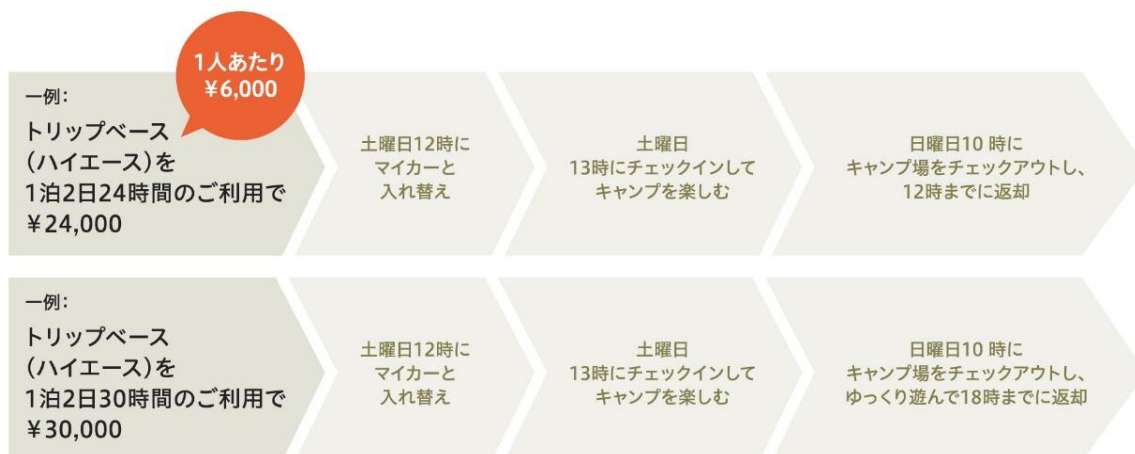 1人あたり
¥6,000
一例：
トリップベース
（ハイエース）を
1泊2日24時間のご利用で
¥24,000
土曜日12時に
マイカーと
入れ替え
土曜日
13時にチェックインして
キャンプを楽しむ
日曜日10 時に
キャンプ場をチェックアウトし、
12時までに返却
一例：
トリップベース
（ハイエース）を
1泊2日30時間のご利用で
¥30,000
土曜日12時に
マイカーと
入れ替え
土曜日
13時にチェックインして
キャンプを楽しむ
日曜日10 時に
キャンプ場をチェックアウトし、
ゆっくり遊んで18時までに返却